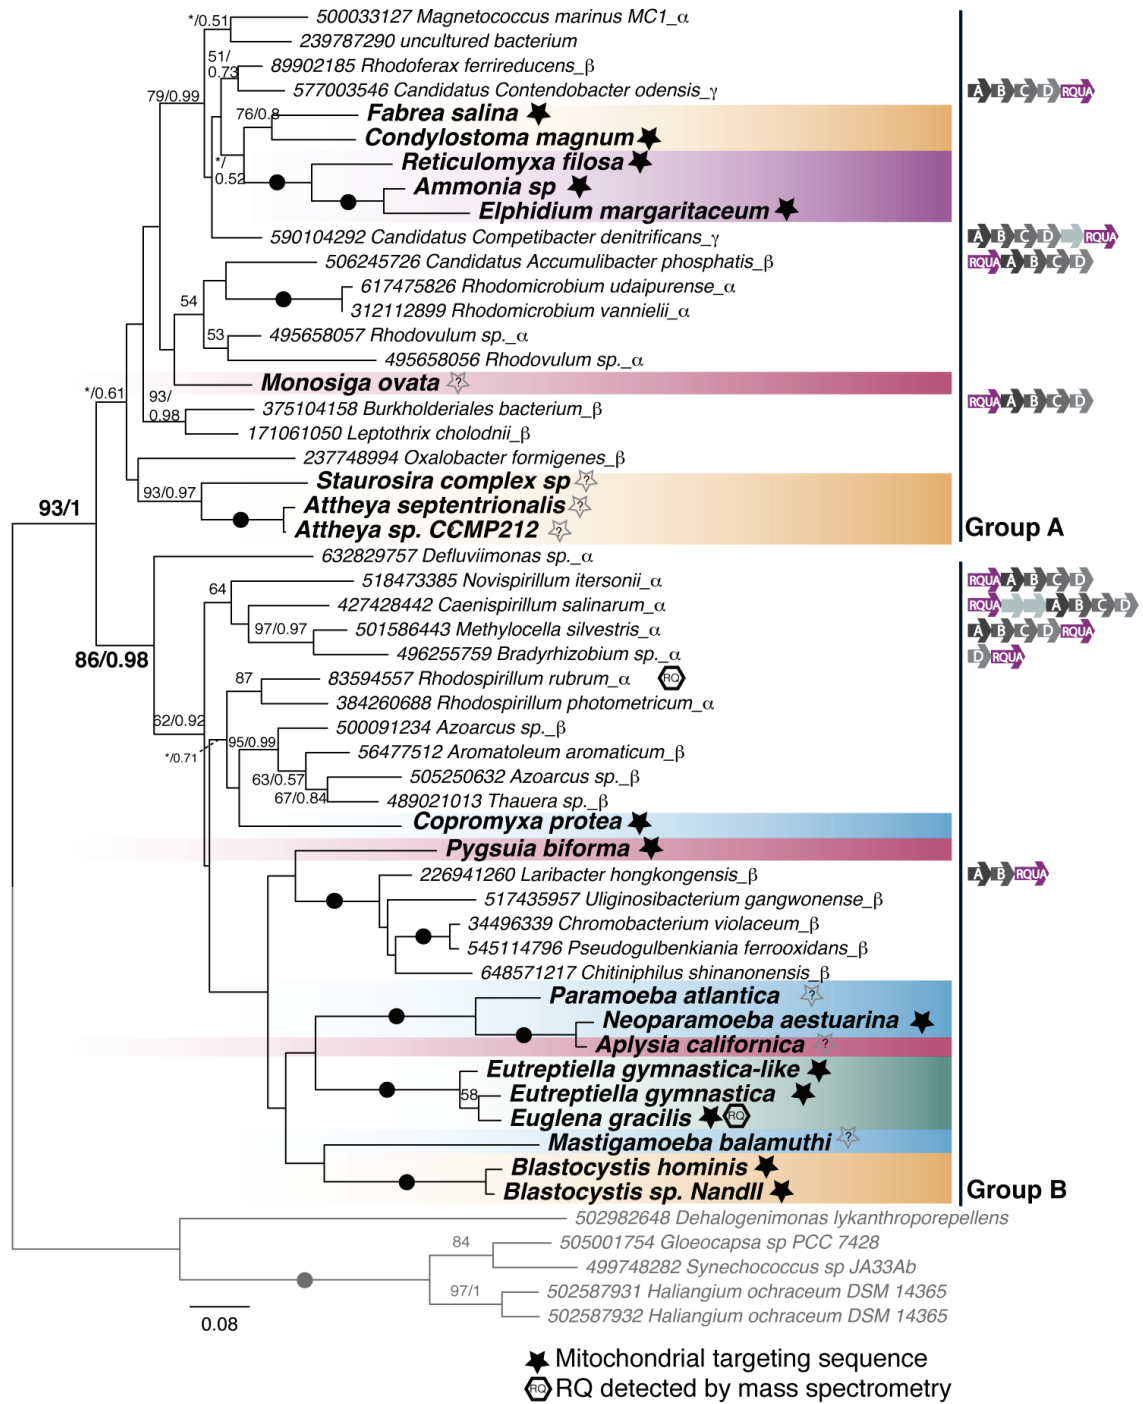 500033127 Magnetococcus marinus MC1_α
*/0.51
239787290 uncultured bacterium
51/
0.73
89902185 Rhodoferax ferrireducens_β
577003546 Candidatus Contendobacter odensis_γ
A B C D RQUA
79/0.99
76/0.8
Fabrea salina
Condylostoma magnum
*/
0.52
Reticulomyxa filosa
Ammonia sp
Elphidium margaritaceum
590104292 Candidatus Competibacter denitrificans_γ
A B C D RQUA
506245726 Candidatus Accumulibacter phosphatis_β
RQUA A B C D
617475826 Rhodomicrobium udaipurense_α
54
312112899 Rhodomicrobium vannielii_α
53
495658057 Rhodovulum sp._α
495658056 Rhodovulum sp._α
Monosiga ovata ?
*/0.61
93/
0.98
375104158 Burkholderiales bacterium_β
RQUA A B C D
171061050 Leptothrix cholodnii_β
237748994 Oxalobacter formigenes_β
93/0.97
Staurosira complex sp ?
Attheya septentrionalis ?
93/1
Attheya sp. CCMP212 ?
Group A
632829757 Defluviimonas sp._α
64
518473385 Novispirillum itersonii_α
RQUA A B C D
427428442 Caenispirillum salinarum_α
RQUA A B C D
97/0.97
501586443 Methylocella silvestris_α
A B C D RQUA
86/0.98
496255759 Bradyrhizobium sp._α
D RQUA
87
83594557 Rhodospirillum rubrum_α RQ
384260688 Rhodospirillum photometricum_α
62/0.92
500091234 Azoarcus sp._β
*/0.71
95/0.99
56477512 Aromatoleum aromaticum_β
63/0.57
505250632 Azoarcus sp._β
67/0.84
489021013 Thauera sp._β
Copromyxa protea
Pygsuia biforma
226941260 Laribacter hongkongensis_β
A B RQUA
517435957 Uliginosibacterium gangwonense_β
34496339 Chromobacterium violaceum_β
545114796 Pseudogulbenkiania ferrooxidans_β
648571217 Chitiniphilus shinanonensis_β
Paramoeba atlantica ?
Neoparamoeba aestuarina
Aplysia californica ?
Eutreptiella gymnastica-like
58
Eutreptiella gymnastica
Euglena gracilis RQ
Mastigamoeba balamuthi ?
Blastocystis hominis
Blastocystis sp. NandII
Group B
502982648 Dehalogenimonas lykanthroporepellens
84
505001754 Gloeocapsa sp PCC 7428
499748282 Synechococcus sp JA33Ab
97/1
502587931 Haliangium ochraceum DSM 14365
502587932 Haliangium ochraceum DSM 14365
0.08
Mitochondrial targeting sequence
RQ RQ detected by mass spectrometry